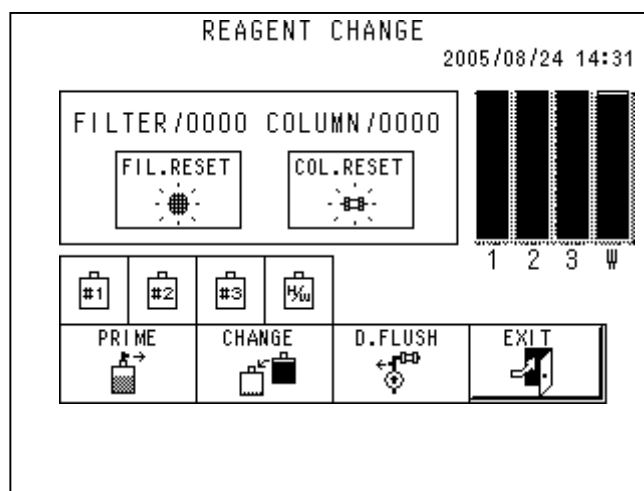 REAGENT CHANGE
2005/08/24 14:31
FILTER/0000 COLUMN/0000
FIL.RESET COL.RESET
1 2 3 W
#1 #2 #3 H/W
PRIME CHANGE D.FLUSH EXIT